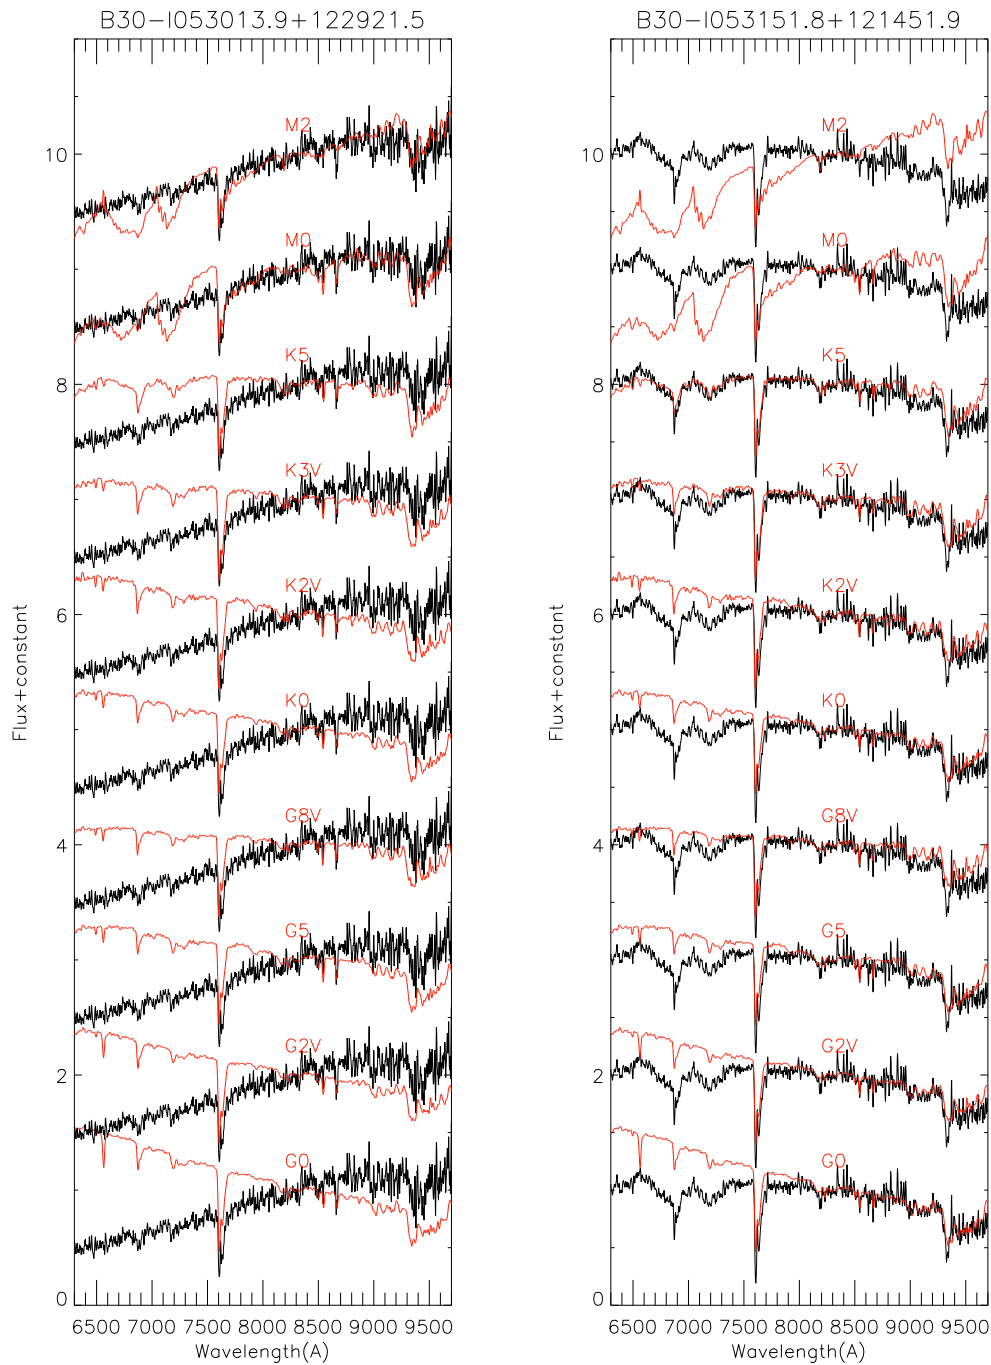 B30-I053013.9+122921.5
M2
M0
K5
K3V
K2V
K0
G8V
G5
G2V
G0
10
8
6
4
2
0
Flux+constant
6500 7000 7500 8000 8500 9000 9500
Wavelength(A)
B30-I053151.8+121451.9
M2
M0
K5
K3V
K2V
K0
G8V
G5
G2V
G0
10
8
6
4
2
0
Flux+constant
6500 7000 7500 8000 8500 9000 9500
Wavelength(A)